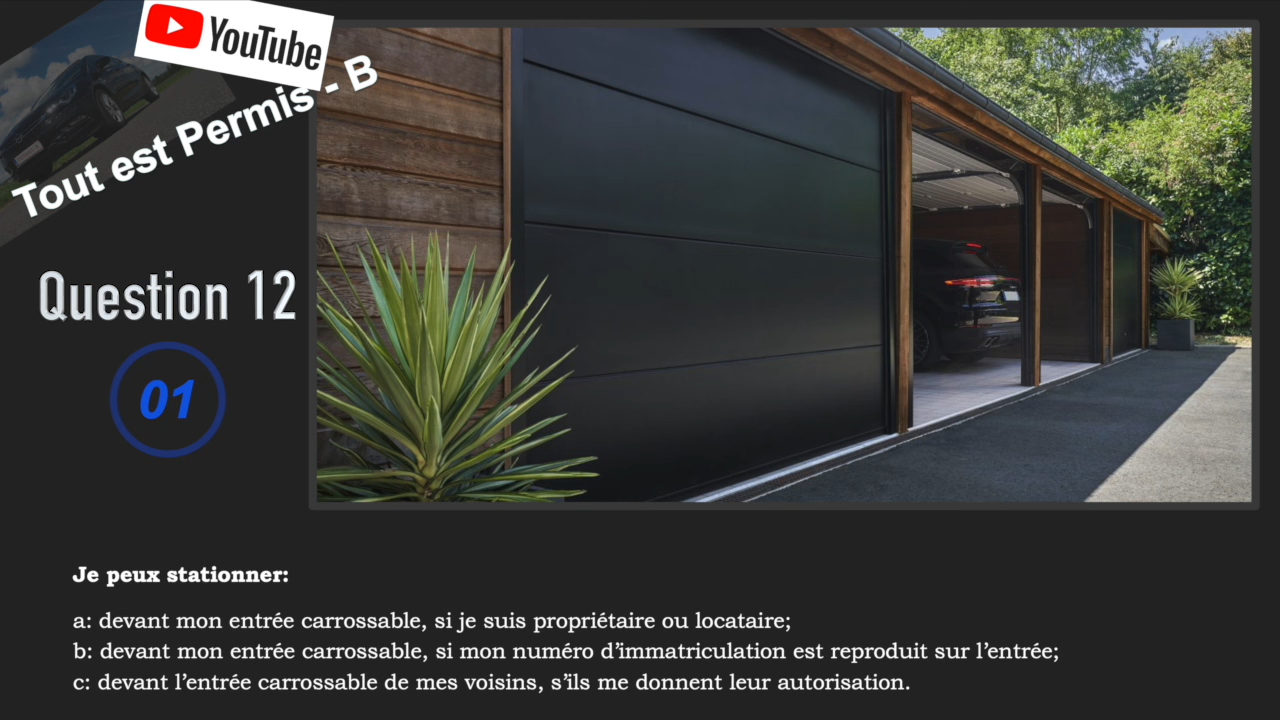 YouTube
Tout est Permis - B
Question 12
01
Je peux stationner:
a: devant mon entrée carrossable, si je suis propriétaire ou locataire;
b: devant mon entrée carrossable, si mon numéro d’immatriculation est reproduit sur l’entrée;
c: devant l’entrée carrossable de mes voisins, s’ils me donnent leur autorisation.